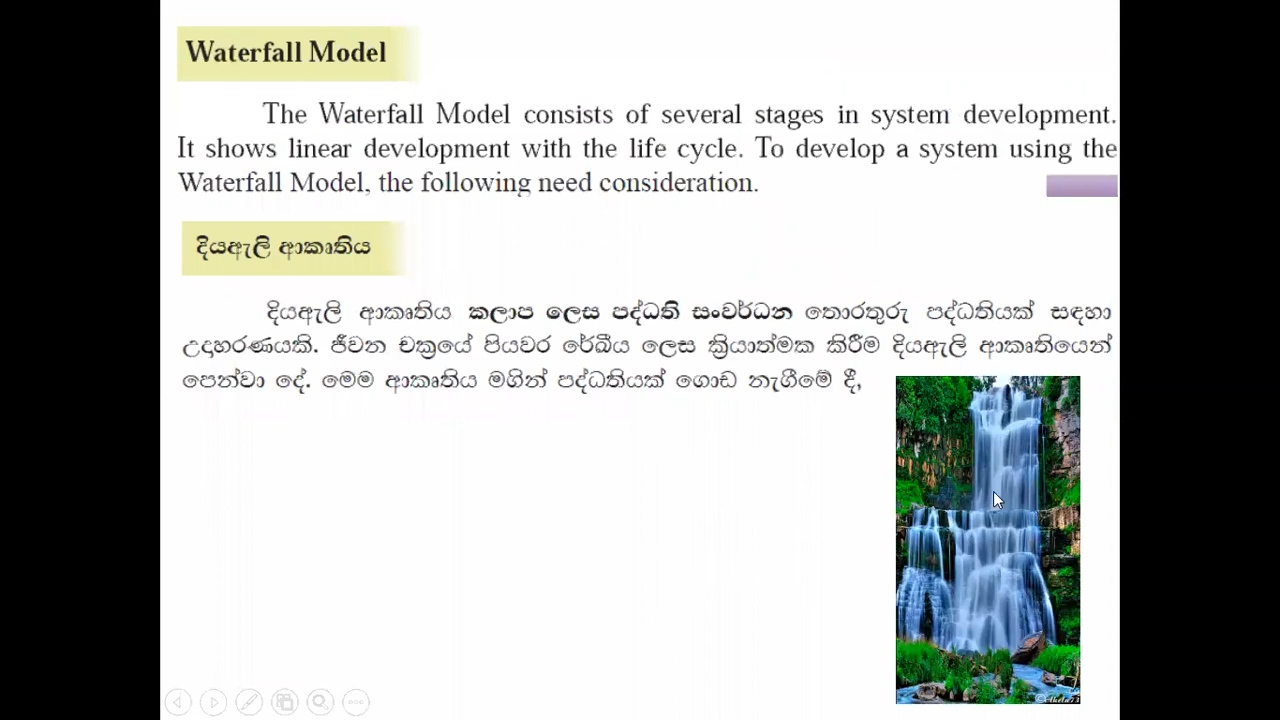 Waterfall Model
The Waterfall Model consists of several stages in system development.
It shows linear development with the life cycle. To develop a system using the
Waterfall Model, the following need consideration.
දියඇලි ආකෘතිය
දියඇලි ආකෘතිය කලාප ලෙස පද්ධති සංවර්ධන තොරතුරු පද්ධතියක් සඳහා
උදාහරණයකි. ජීවන චක්‍රයේ පියවර රේඛීය ලෙස ක්‍රියාත්මක කිරීම දියඇලි ආකෘතියෙන්
පෙන්වා දේ. මෙම ආකෘතිය මගින් පද්ධතියක් ගොඩ නැගීමේ දී,